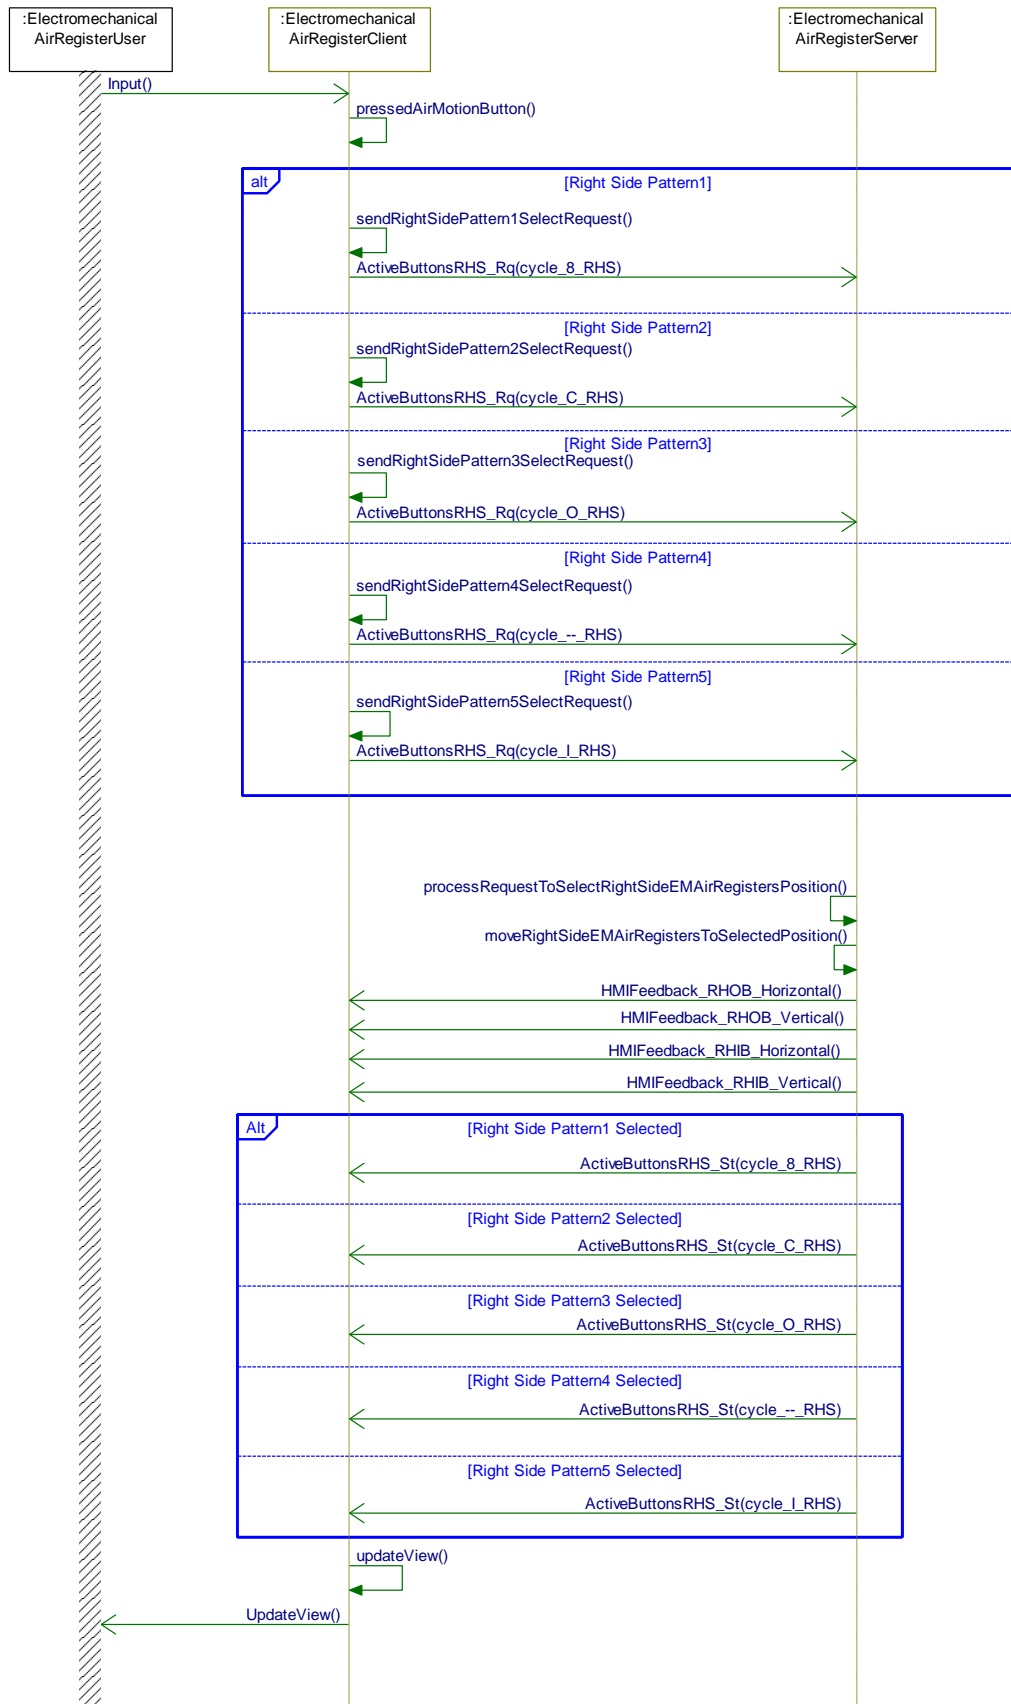 :Electromechanical
AirRegisterUser
:Electromechanical
AirRegisterClient
:Electromechanical
AirRegisterServer
Input()
pressedAirMotionButton()
alt
[Right Side Pattern1]
sendRightSidePattern1SelectRequest()
ActiveButtonsRHS_Rq(cycle_8_RHS)
[Right Side Pattern2]
sendRightSidePattern2SelectRequest()
ActiveButtonsRHS_Rq(cycle_C_RHS)
[Right Side Pattern3]
sendRightSidePattern3SelectRequest()
ActiveButtonsRHS_Rq(cycle_O_RHS)
[Right Side Pattern4]
sendRightSidePattern4SelectRequest()
ActiveButtonsRHS_Rq(cycle_--_RHS)
[Right Side Pattern5]
sendRightSidePattern5SelectRequest()
ActiveButtonsRHS_Rq(cycle_I_RHS)
processRequestToSelectRightSideEMAirRegistersPosition()
moveRightSideEMAirRegistersToSelectedPosition()
HMIFeedback_RHOB_Horizontal()
HMIFeedback_RHOB_Vertical()
HMIFeedback_RHIB_Horizontal()
HMIFeedback_RHIB_Vertical()
Alt
[Right Side Pattern1 Selected]
ActiveButtonsRHS_St(cycle_8_RHS)
[Right Side Pattern2 Selected]
ActiveButtonsRHS_St(cycle_C_RHS)
[Right Side Pattern3 Selected]
ActiveButtonsRHS_St(cycle_O_RHS)
[Right Side Pattern4 Selected]
ActiveButtonsRHS_St(cycle_--_RHS)
[Right Side Pattern5 Selected]
ActiveButtonsRHS_St(cycle_I_RHS)
updateView()
UpdateView()